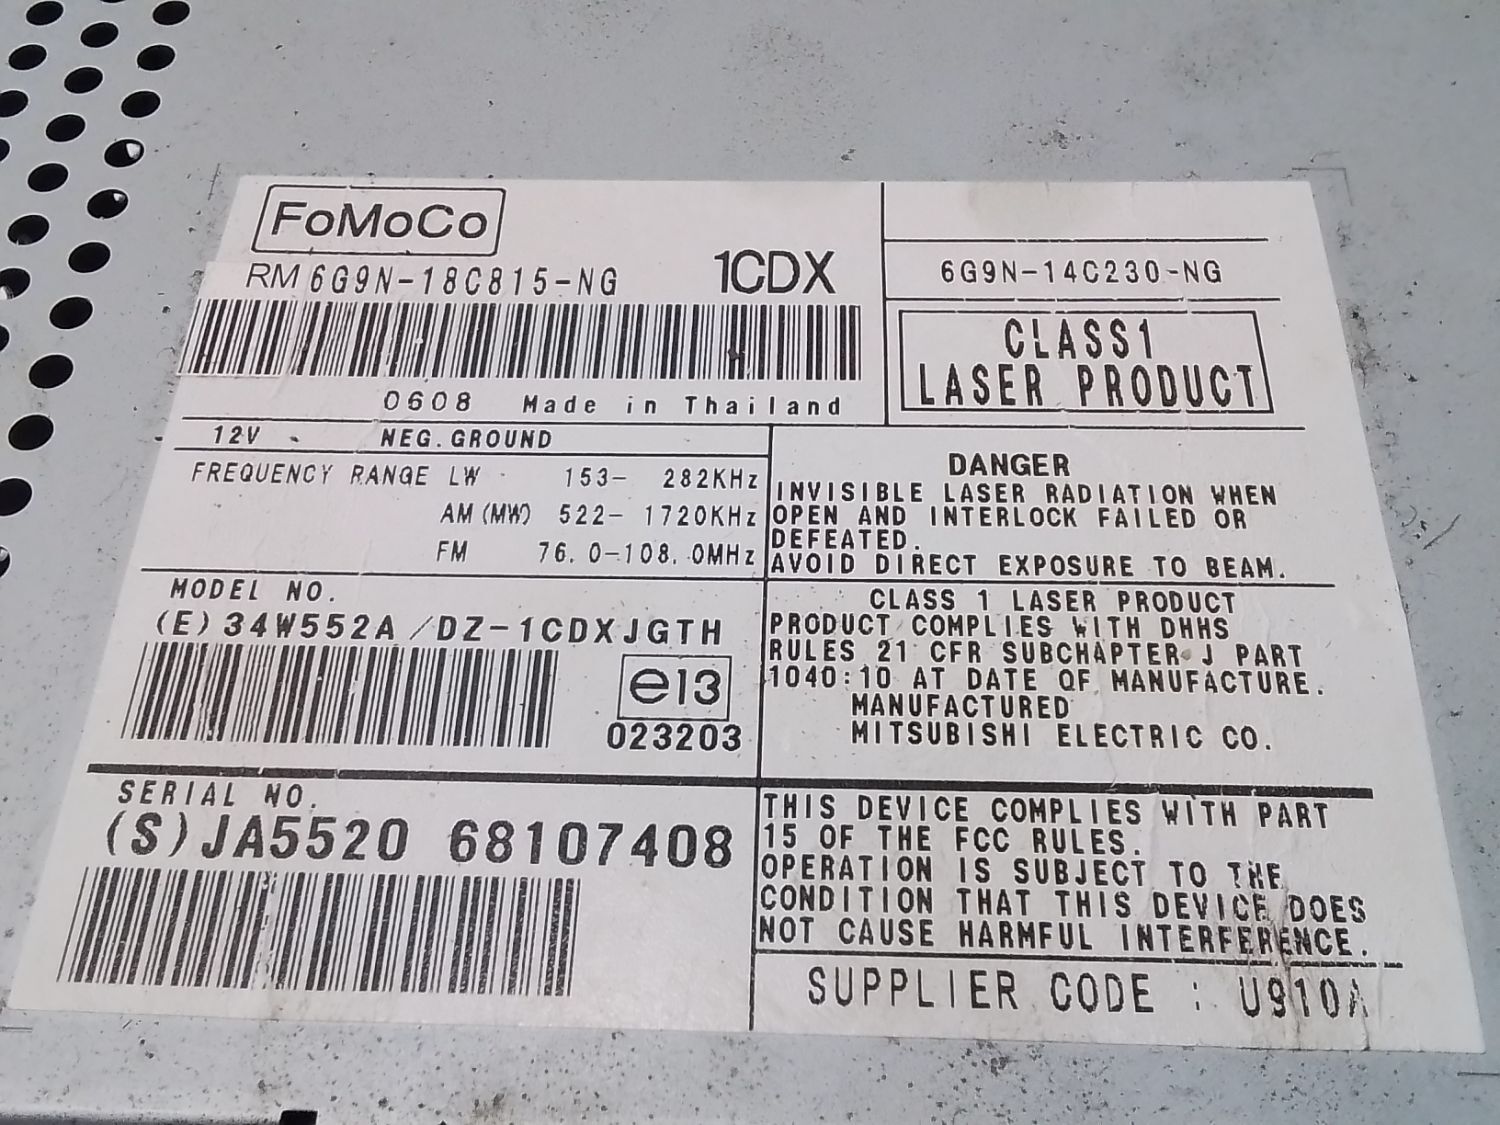 FoMoCo
RM 6G9N-18C815-NG 1CDX
0608 Made in Thailand
6G9N-14C230-NG
CLASS1
LASER PRODUCT
12V NEG.GROUND
FREQUENCY RANGE LW 153- 282KHz
AM (MW) 522- 1720KHz
FM 76.0-108.0MHz
DANGER
INVISIBLE LASER RADIATION WHEN
OPEN AND INTERLOCK FAILED OR
DEFEATED.
AVOID DIRECT EXPOSURE TO BEAM.
MODEL NO.
(E)34W552A/DZ-1CDXJGTH
e13
023203
CLASS 1 LASER PRODUCT
PRODUCT COMPLIES WITH DHHS
RULES 21 CFR SUBCHAPTER J PART
1040:10 AT DATE OF MANUFACTURE.
MANUFACTURED
MITSUBISHI ELECTRIC CO.
SERIAL NO.
(S)JA5520 68107408
THIS DEVICE COMPLIES WITH PART
15 OF THE FCC RULES.
OPERATION IS SUBJECT TO THE
CONDITION THAT THIS DEVICE DOES
NOT CAUSE HARMFUL INTERFERENCE.
SUPPLIER CODE : U910A